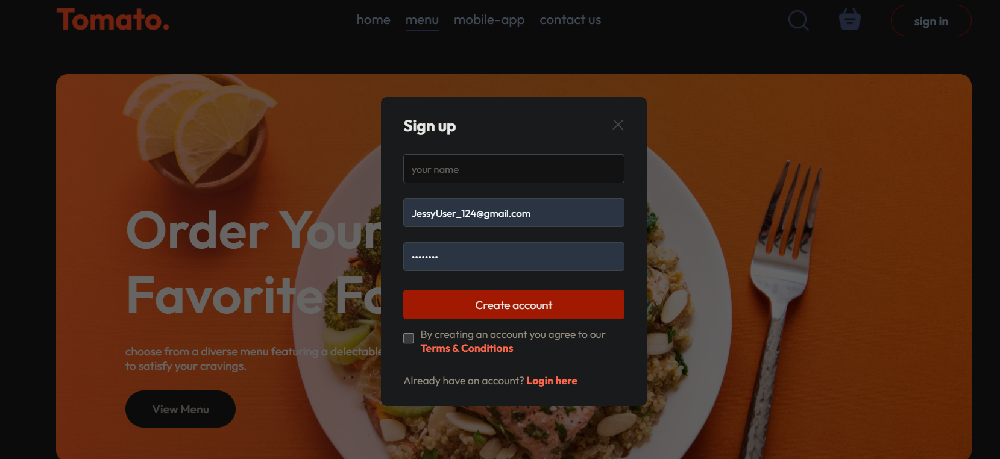 Tomato.
home menu mobile-app contact us
sign in
Sign up
your name
JessyUser_124@gmail.com
••••••••
Create account
By creating an account you agree to our
Terms & Conditions
Already have an account? Login here
Order Your
Favorite
choose from a diverse menu featuring a delectable
to satisfy your cravings.
View Menu